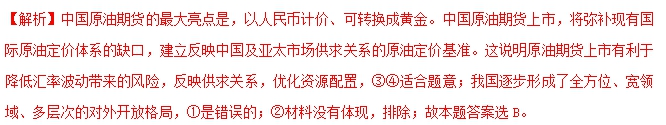 【解析】中国原油期货的最大亮点是，以人民币计价、可转换成黄金。中国原油期货上市，将弥补现有国
际原油定价体系的缺口，建立反映中国及亚太市场供求关系的原油定价基准。这说明原油期货上市有利于
降低汇率波动带来的风险，反映供求关系，优化资源配置，③④适合题意；我国逐步形成了全方位、宽领
域、多层次的对外开放格局，①是错误的；②材料没有体现，排除；故本题答案选 B。